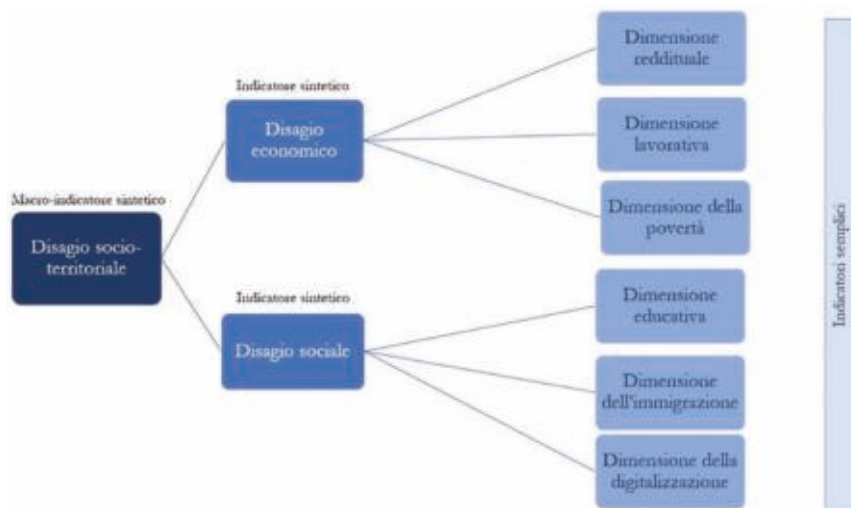 Macro-indicatore sintetico
Disagio socio-
territoriale
Indicatore sintetico
Disagio
economico
Dimensione
reddituale
Dimensione
lavorativa
Dimensione della
povertà
Indicatore sintetico
Disagio sociale
Dimensione
educativa
Dimensione
dell'immigrazione
Dimensione della
digitalizzazione
Indicatori semplici